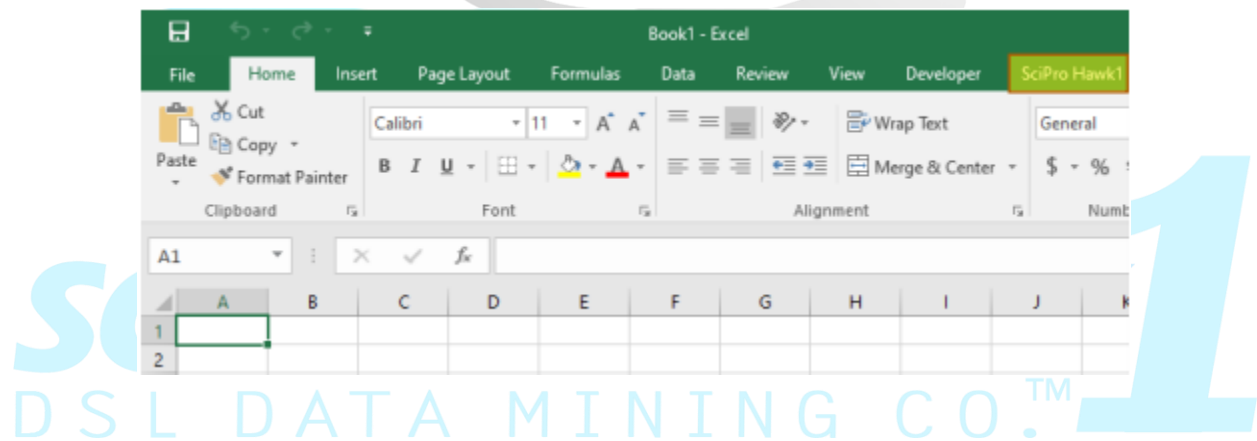 Book1 - Excel
File Home Insert Page Layout Formulas Data Review View Developer SciPro Hawk1
Cut
Copy
Format Painter
Paste
Clipboard
Calibri 11 A A
B I U A
Font
Wrap Text
Merge & Center
Alignment
General
$ %
Numb
A1 fx
A B C D E F G H I J K
1
2
DSL DATA MINING CO.™
1